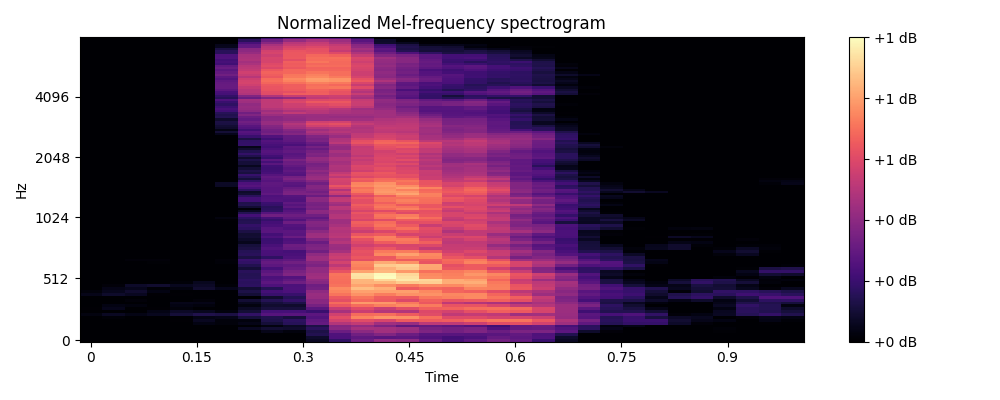 Normalized Mel-frequency spectrogram
+1 dB
4096
+1 dB
2048
+1 dB
Hz
1024
+0 dB
512
+0 dB
0
+0 dB
0 0.15 0.3 0.45 0.6 0.75 0.9
Time